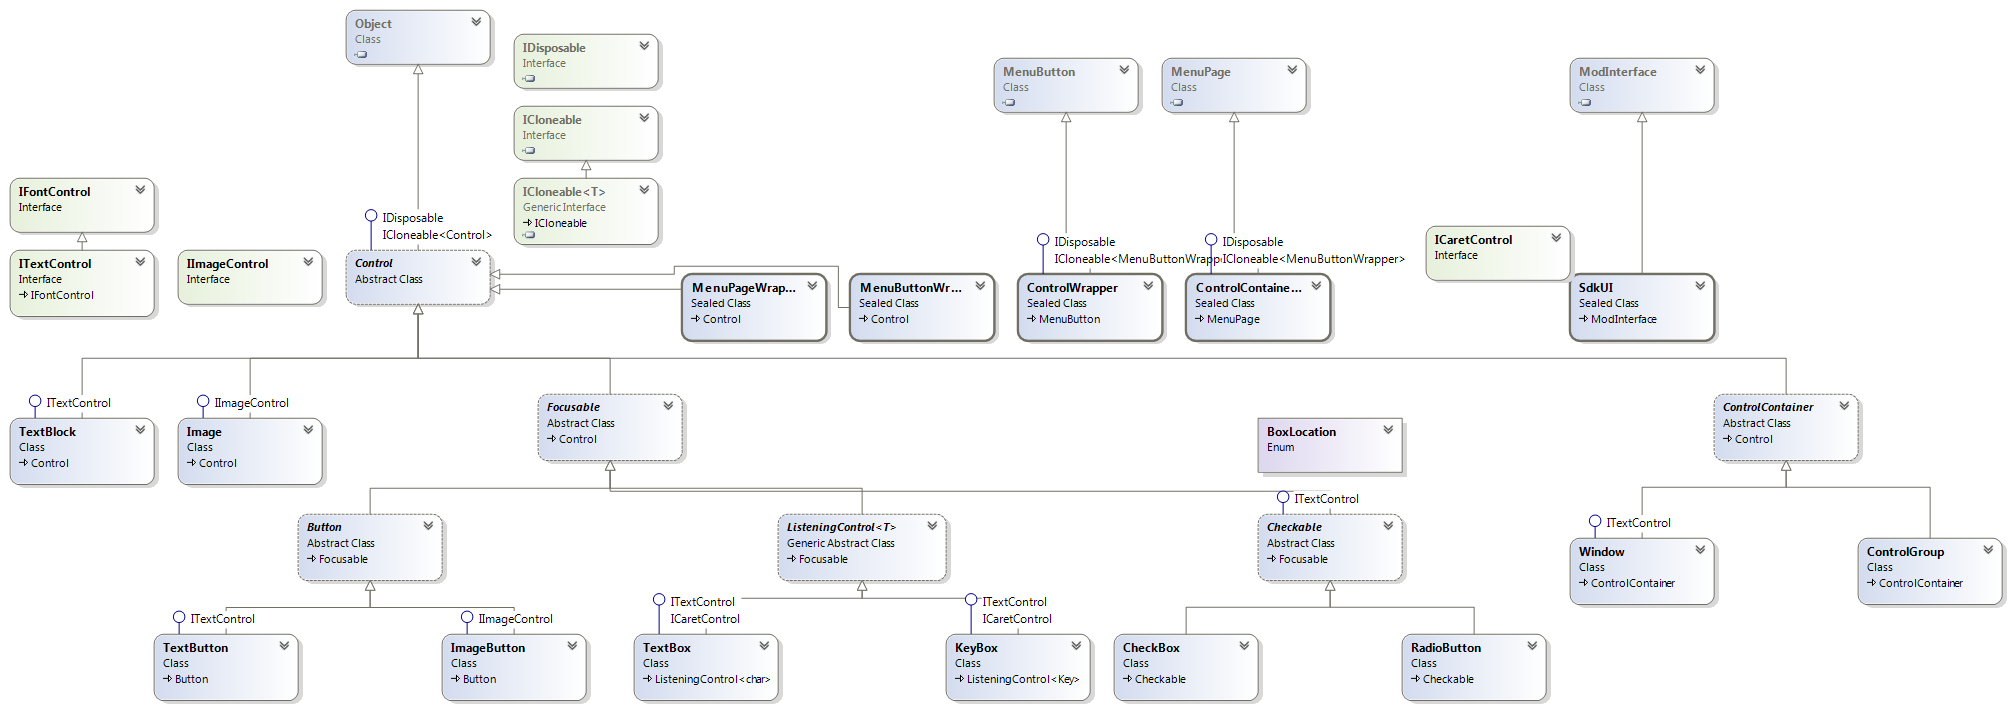 Object
Class
IDisposable
Interface
ICloneable
Interface
ICloneable<T>
Generic Interface
ICloneable
MenuButton
Class
MenuPage
Class
ModInterface
Class
IFontControl
Interface
ITextControl
Interface
IFontControl
IImageControl
Interface
IDisposable
ICloneable<Control>
Control
Abstract Class
MenuPageWrap...
Sealed Class
Control
MenuButtonWr...
Sealed Class
Control
IDisposable
ICloneable<MenuButtonWrapp
ControlWrapper
Sealed Class
MenuButton
IDisposable
ICloneable<MenuButtonWrapper>
ControlContaine...
Sealed Class
MenuPage
ICaretControl
Interface
SdkUI
Sealed Class
ModInterface
ITextControl
TextBlock
Class
Control
IImageControl
Image
Class
Control
Focusable
Abstract Class
Control
BoxLocation
Enum
ControlContainer
Abstract Class
Control
Button
Abstract Class
Focusable
ListeningControl<T>
Generic Abstract Class
Focusable
ITextControl
Checkable
Abstract Class
Focusable
ITextControl
Window
Class
ControlContainer
ControlGroup
Class
ControlContainer
ITextControl
TextButton
Class
Button
IImageControl
ImageButton
Class
Button
ITextControl
ICaretControl
TextBox
Class
ListeningControl<char>
ITextControl
ICaretControl
KeyBox
Class
ListeningControl<Key>
CheckBox
Class
Checkable
RadioButton
Class
Checkable